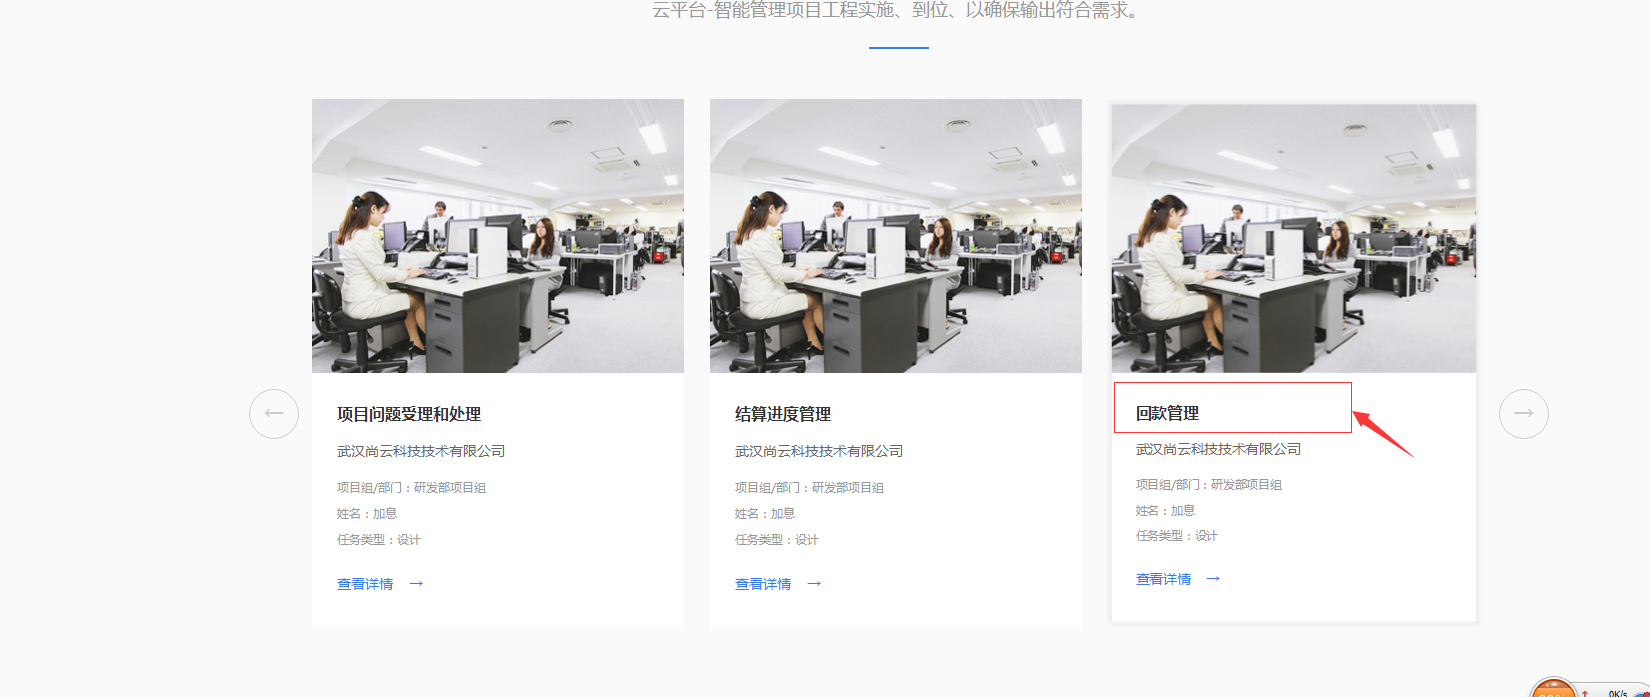 云平台-智能管理项目工程实施、到位、以确保输出符合需求。
项目问题受理和处理
武汉尚云科技技术有限公司
项目组/部门：研发部项目组
姓名：加息
任务类型：设计
查看详情 →
结算进度管理
武汉尚云科技技术有限公司
项目组/部门：研发部项目组
姓名：加息
任务类型：设计
查看详情 →
回款管理
武汉尚云科技技术有限公司
项目组/部门：研发部项目组
姓名：加息
任务类型：设计
查看详情 →
0K/s